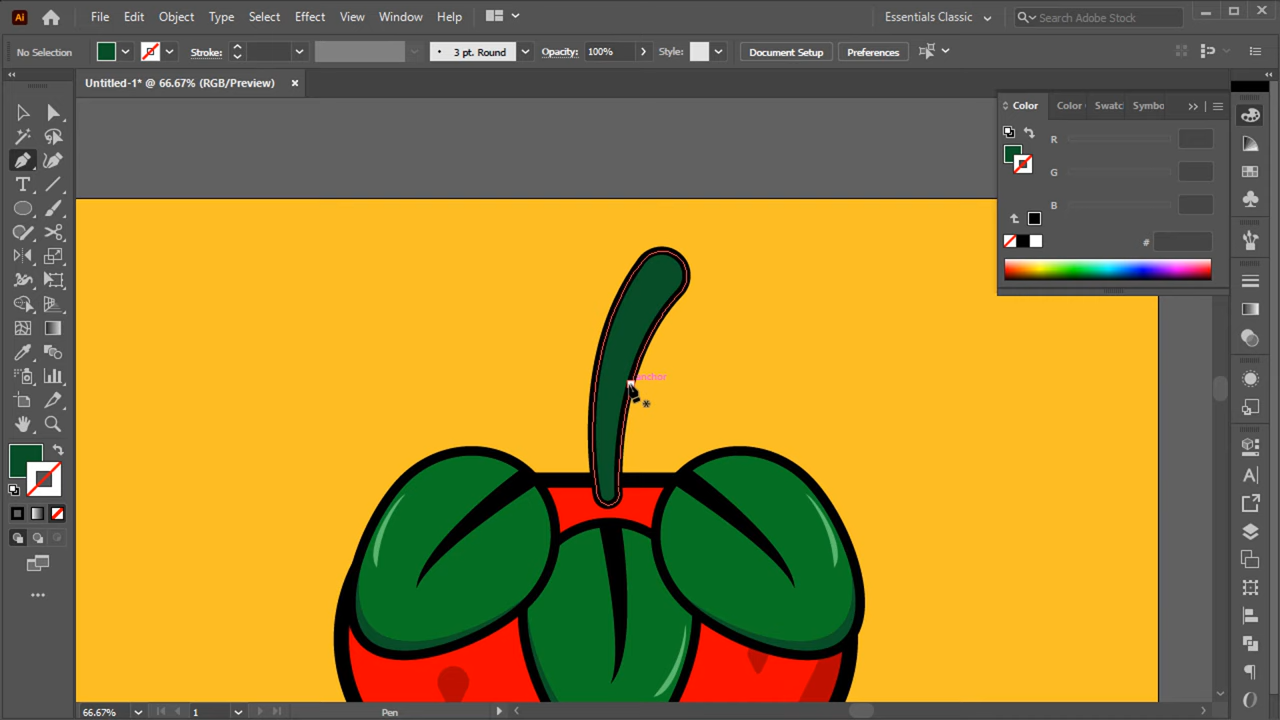 Ai File Edit Object Type Select Effect View Window Help Essentials Classic Search Adobe Stock
No Selection Stroke: 3 pt. Round Opacity: 100% Style: Document Setup Preferences
Untitled-1* @ 66.67% (RGB/Preview)
Color Color Swatc Symbo
R
G
B
#
anchor
66.67% 1 Pen